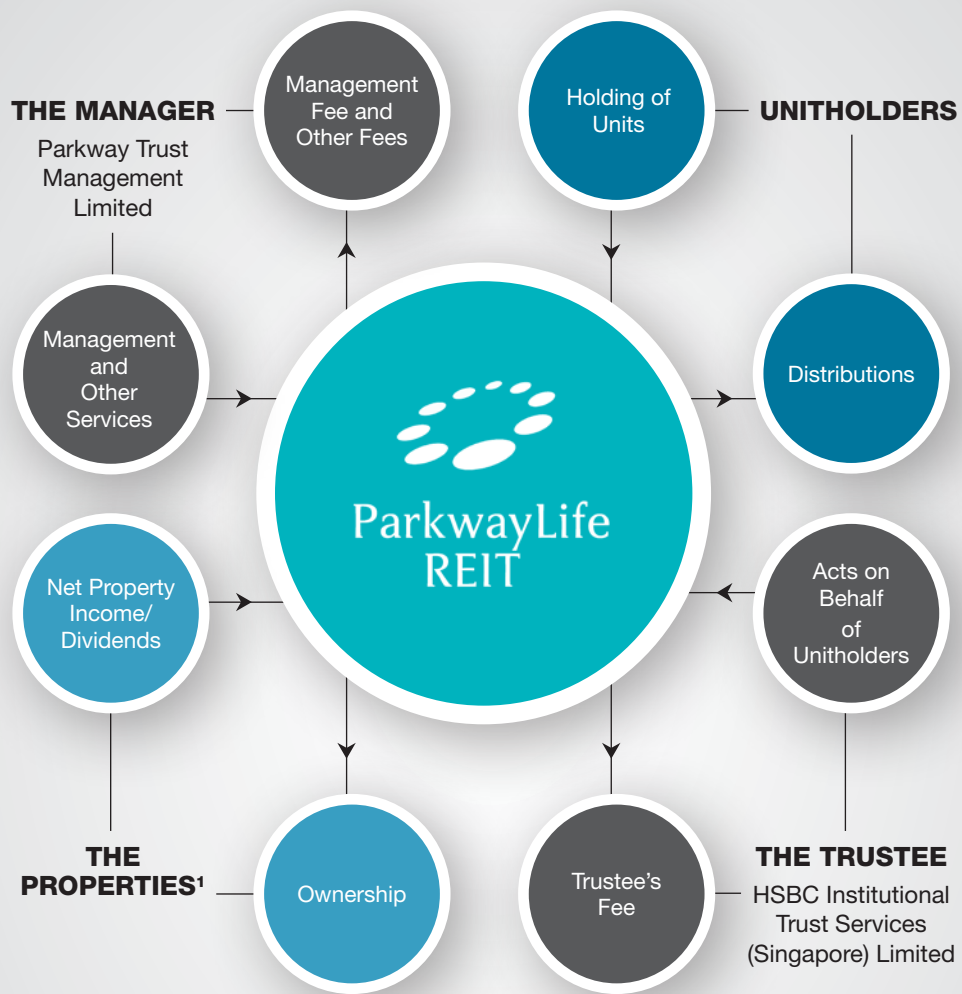 THE MANAGER
Parkway Trust
Management
Limited
Management
Fee and
Other Fees
Holding of
Units
UNITHOLDERS
Management
and
Other
Services
Distributions
ParkwayLife
REIT
Net Property
Income/
Dividends
Acts on
Behalf
of
Unitholders
THE
PROPERTIES¹
Ownership
Trustee’s
Fee
THE TRUSTEE
HSBC Institutional
Trust Services
(Singapore) Limited